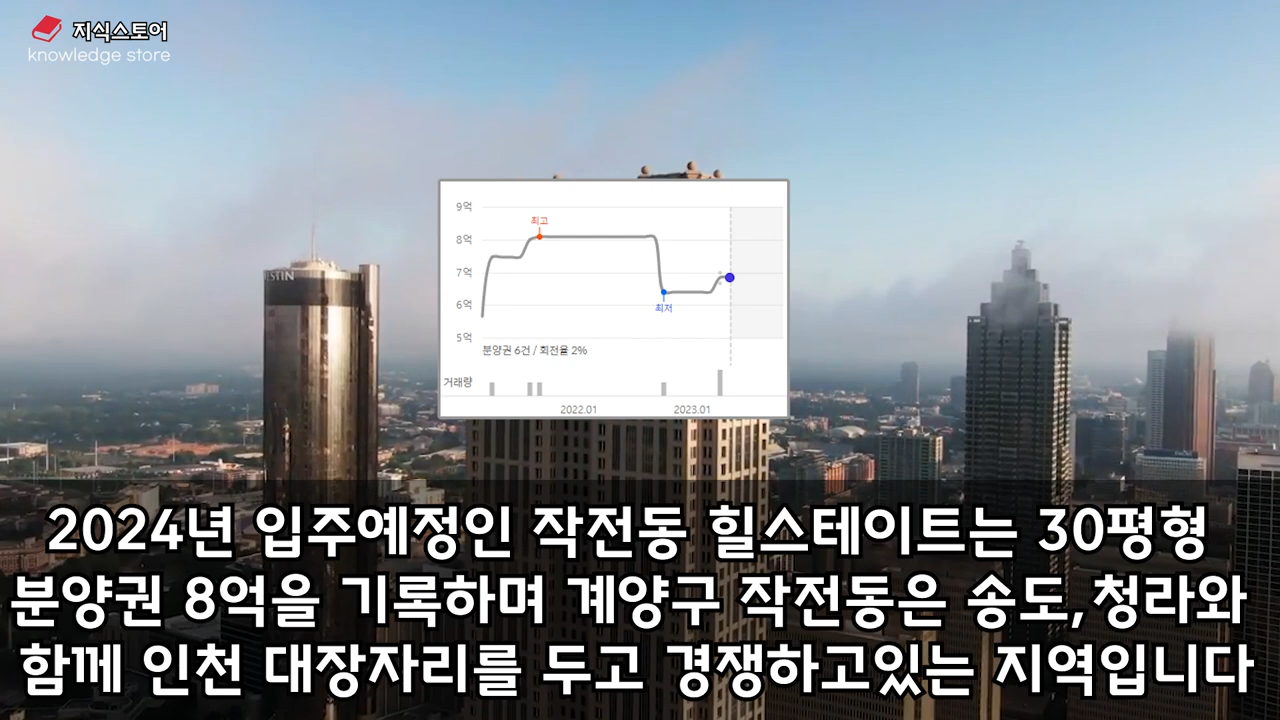 지식스토어
knowledge store
STIN
9억
최고
8억
7억
6억
최저
5억
분양권 6건 / 회전율 2%
거래량
2022.01
2023.01
2024년 입주예정인 작전동 힐스테이트는 30평형
분양권 8억을 기록하며 계양구 작전동은 송도,청라와
함께 인천 대장자리를 두고 경쟁하고있는 지역입니다